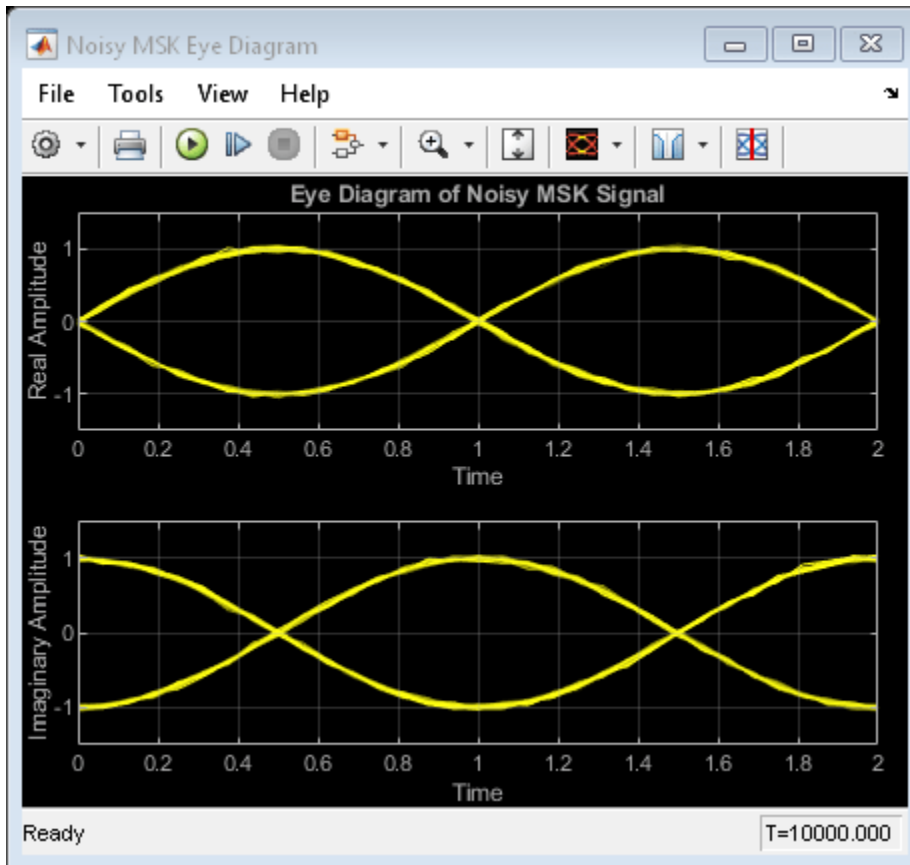 Noisy MSK Eye Diagram
File Tools View Help
Eye Diagram of Noisy MSK Signal
Real Amplitude
1
0
-1
0 0.2 0.4 0.6 0.8 1 1.2 1.4 1.6 1.8 2
Time
Imaginary Amplitude
1
0
-1
0 0.2 0.4 0.6 0.8 1 1.2 1.4 1.6 1.8 2
Time
Ready T=10000.000